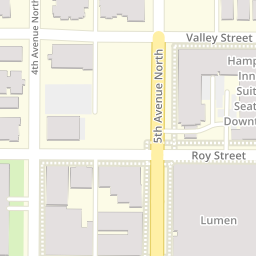 Valley Street
4th Avenue North
5th Avenue North
Hamp
Inn
Suit
Seat
Downt
Roy Street
Lumen